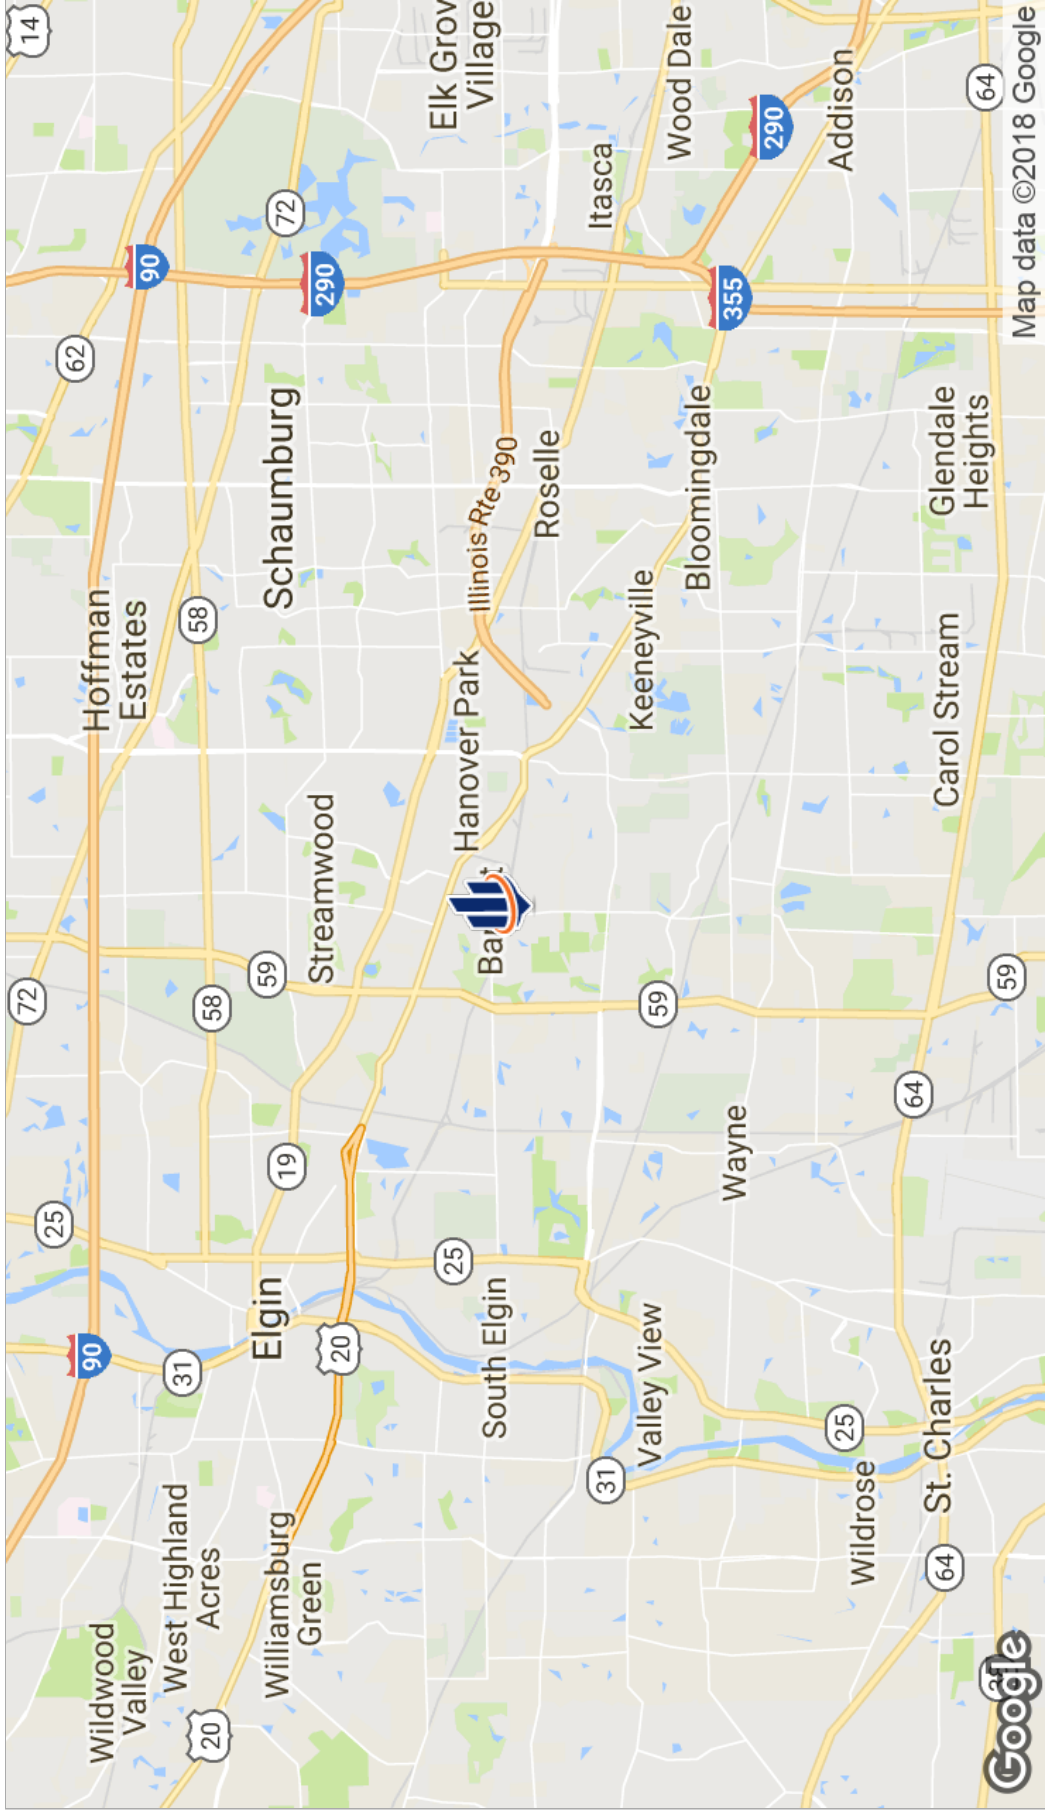 14
72
25
90
62
Hoffman
Estates
Wildwood
Valley
90
31
West Highland
Acres
58
20
58
Elgin
19
59
Schaumburg
72
Williamsburg
Green
Streamwood
20
290
Elk Grov
Village
25
Hanover Park
Illinois Rte 390
South Elgin
Roselle
Itasca
31
Valley View
59
Keeneyville
Wood Dale
Bloomingdale
355
Wayne
290
Addison
25
Wildrose
64
St. Charles
Carol Stream
Glendale
Heights
64
64
59
Google
Map data ©2018 Google